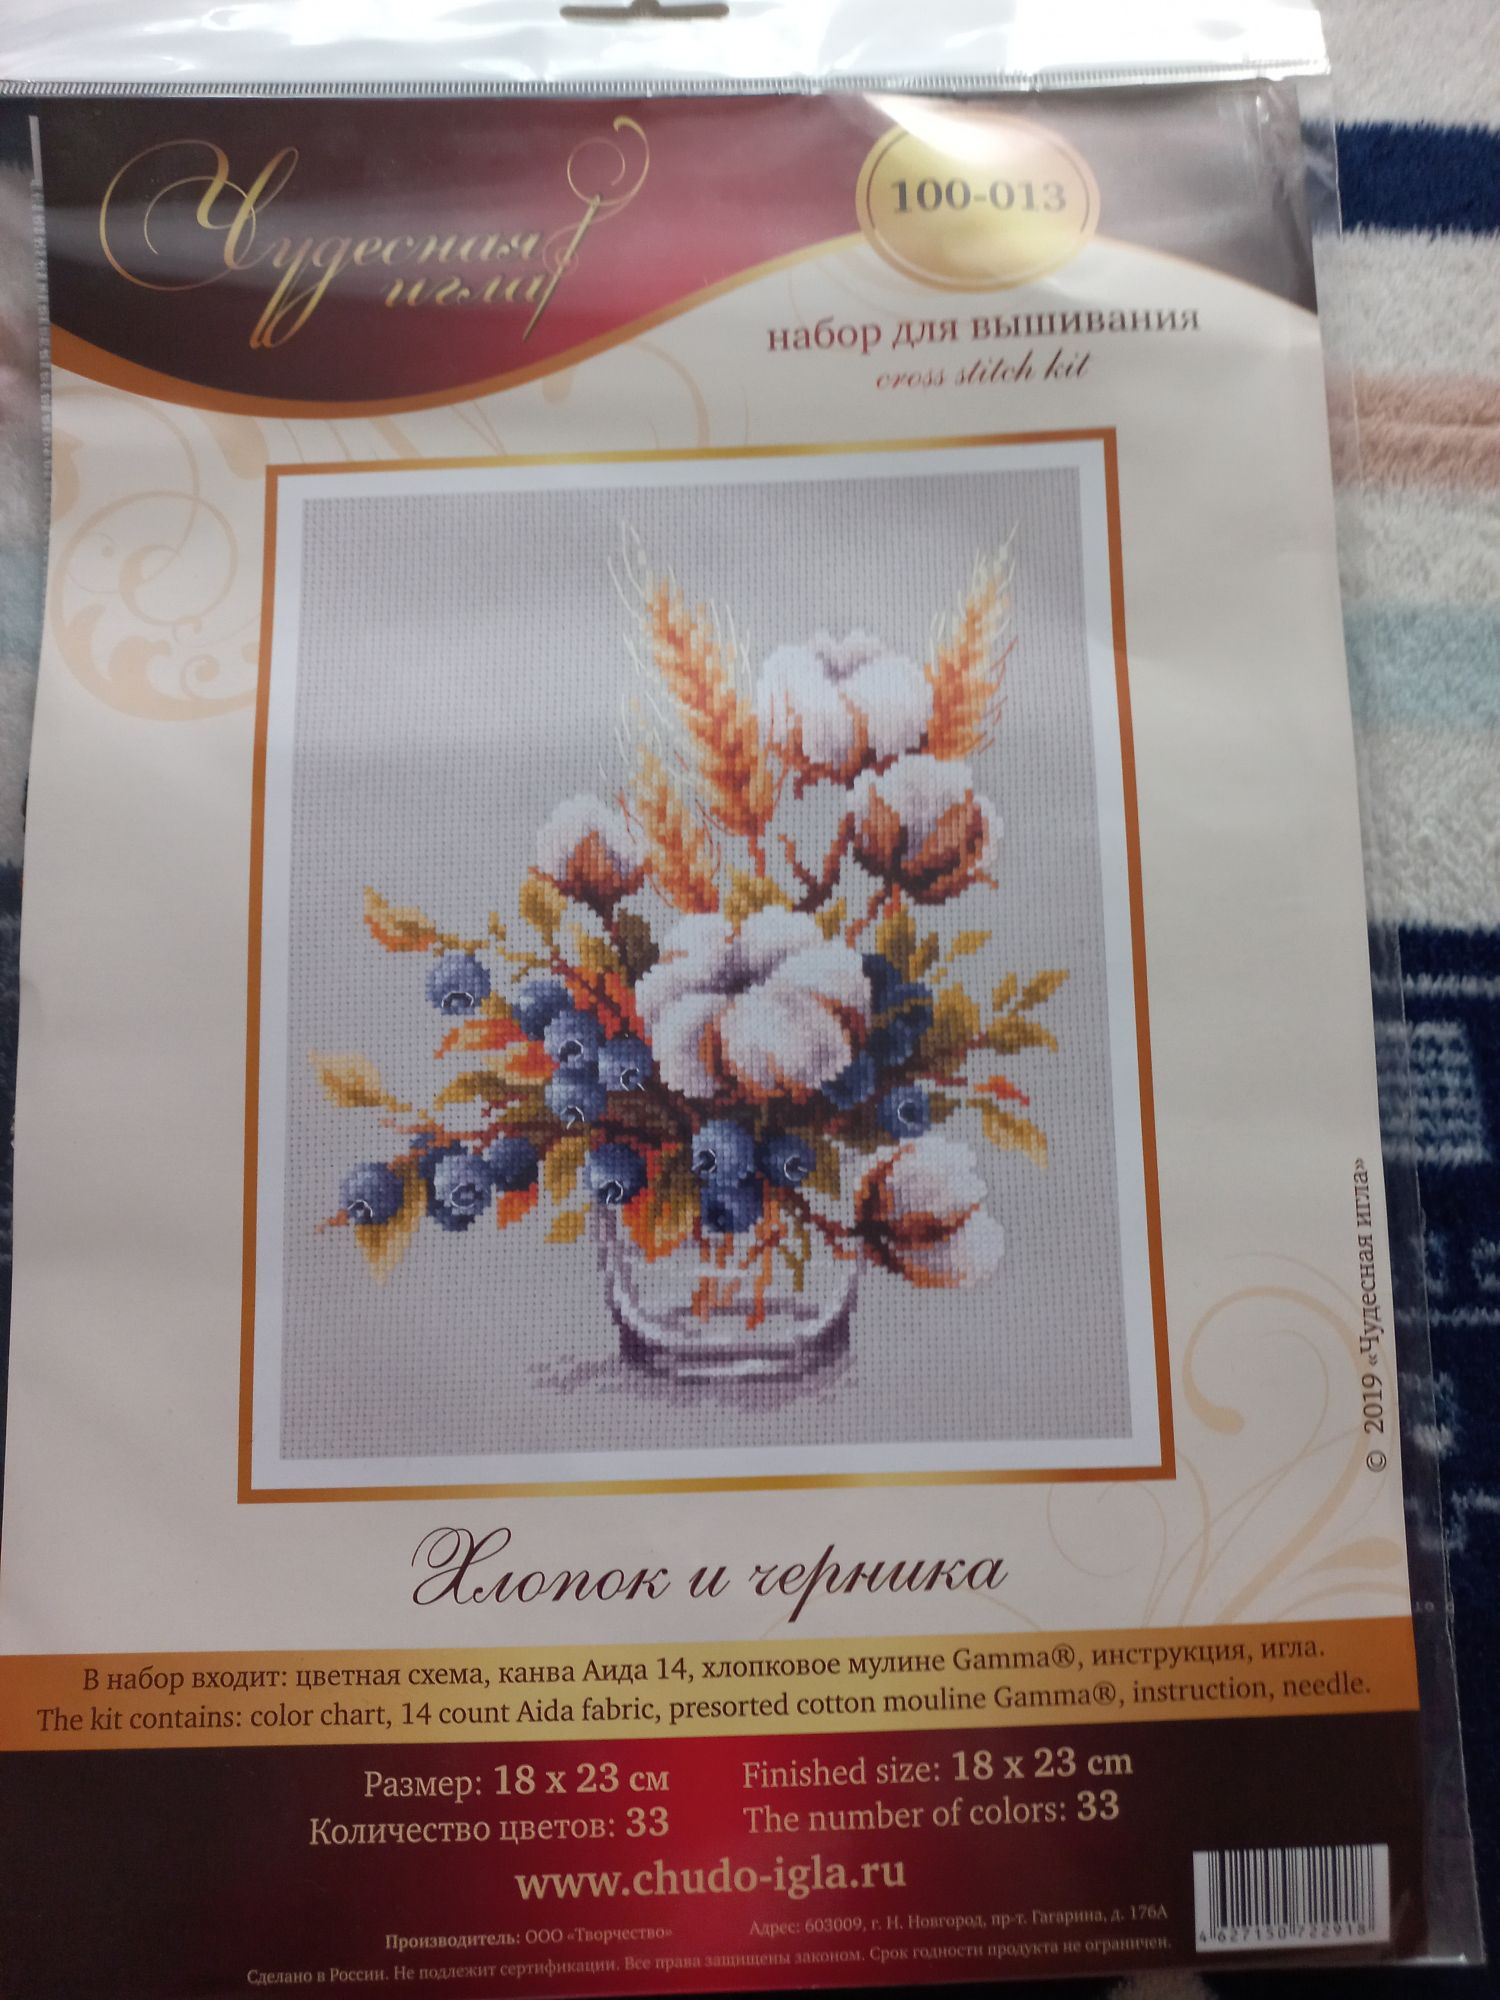 Чудесная
игла
100-013
набор для вышивания
cross stitch kit
© 2019 «Чудесная игла»
Хлопок и черника
В набор входит: цветная схема, канва Аида 14, хлопковое мулине Gamma®, инструкция, игла.
The kit contains: color chart, 14 count Aida fabric, presorted cotton mouline Gamma®, instruction, needle.
Размер: 18 х 23 см
Finished size: 18 x 23 cm
Количество цветов: 33
The number of colors: 33
www.chudo-igla.ru
Производитель: ООО «Творчество»
Адрес: 603009, г. Н. Новгород, пр-т. Гагарина, д. 176А
Сделано в России. Не подлежит сертификации. Все права защищены законом. Срок годности продукта не ограничен.
4 627150 722918